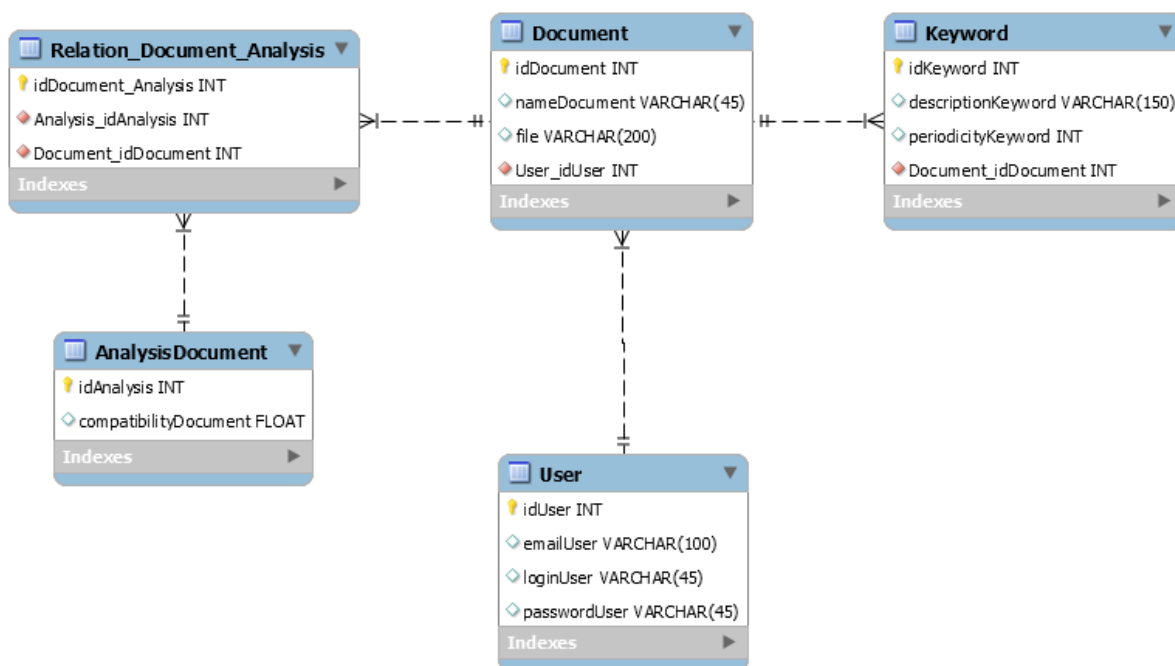 Relation_Document_Analysis
idDocument_Analysis INT
Analysis_idAnalysis INT
Document_idDocument INT
Indexes
Document
idDocument INT
nameDocument VARCHAR(45)
file VARCHAR(200)
User_idUser INT
Indexes
Keyword
idKeyword INT
descriptionKeyword VARCHAR(150)
periodicityKeyword INT
Document_idDocument INT
Indexes
AnalysisDocument
idAnalysis INT
compatibilityDocument FLOAT
Indexes
User
idUser INT
emailUser VARCHAR(100)
loginUser VARCHAR(45)
passwordUser VARCHAR(45)
Indexes